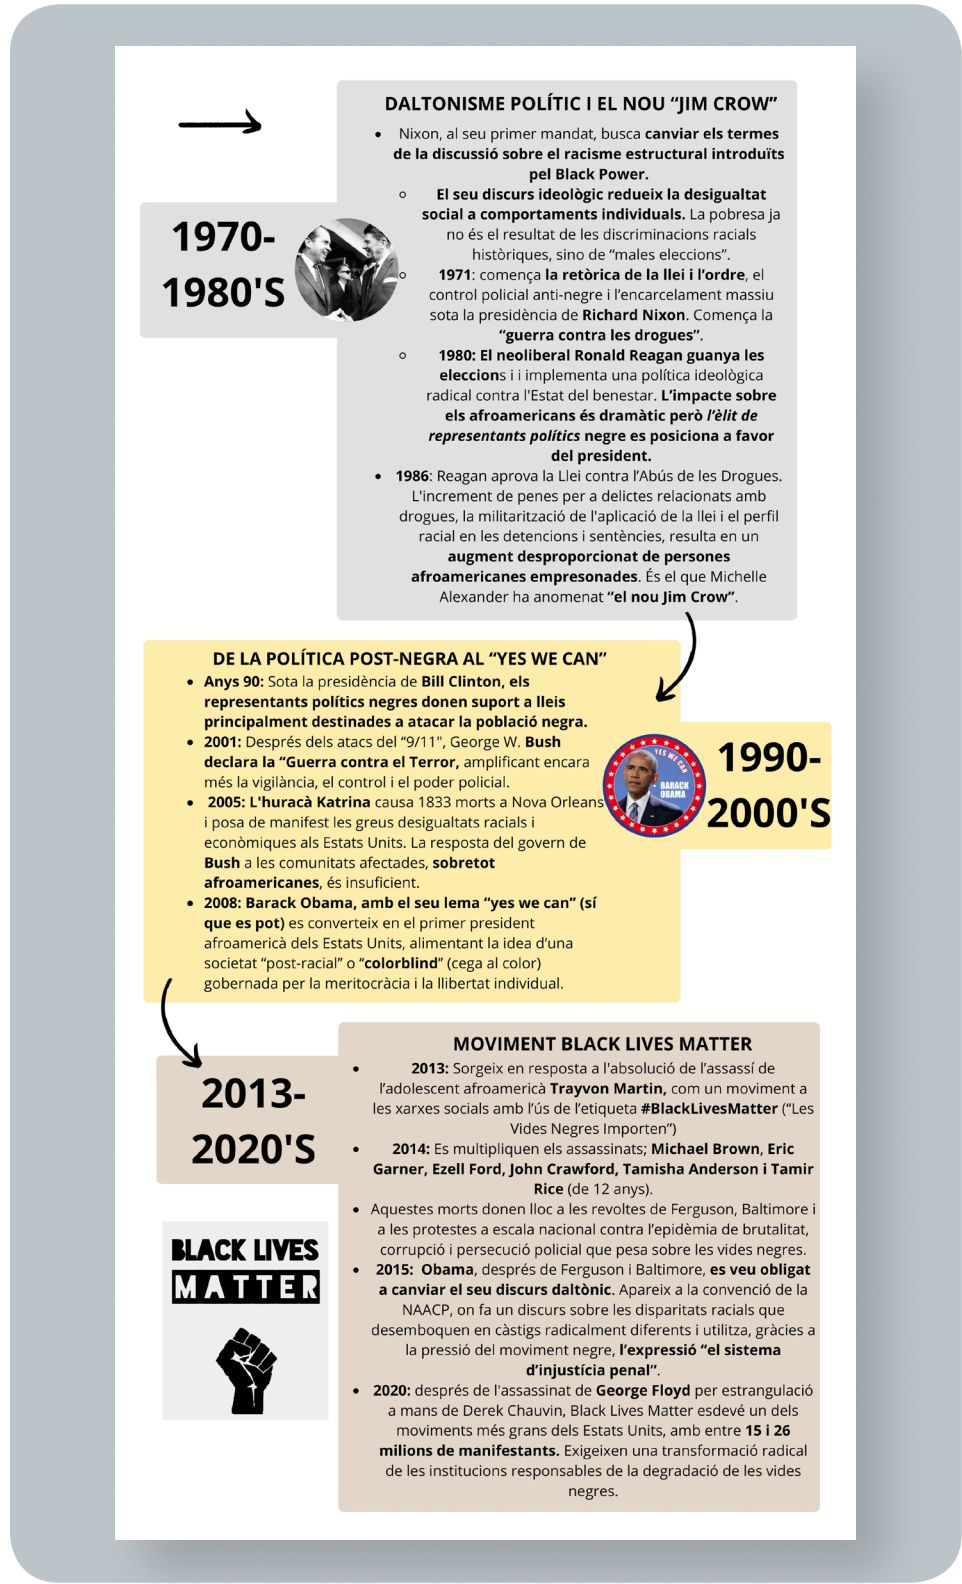 DALTONISME POLÍTIC I EL NOU “JIM CROW”
• Nixon, al seu primer mandat, busca canviar els termes
de la discussió sobre el racisme estructural introduïts
pel Black Power.
◦ El seu discurs ideològic redueix la desigualtat
social a comportaments individuals. La pobresa ja
no és el resultat de les discriminacions racials
històriques, sino de “males eleccions”.
◦ 1971: comença la retòrica de la llei i l’ordre, el
control policial anti-negre i l’encarcelament massiu
sota la presidència de Richard Nixon. Comença la
“guerra contra les drogues”.
◦ 1980: El neoliberal Ronald Reagan guanya les
eleccions i i implementa una política ideològica
radical contra l'Estat del benestar. L’impacte sobre
els afroamericans és dramàtic però l’èlit de
representants polítics negre es posiciona a favor
del president.
• 1986: Reagan aprova la Llei contra l’Abús de les Drogues.
L'increment de penes per a delictes relacionats amb
drogues, la militarització de l'aplicació de la llei i el perfil
racial en les detencions i sentències, resulta en un
augment desproporcionat de persones
afroamericanes empresonades. És el que Michelle
Alexander ha anomenat “el nou Jim Crow”.
1970-
1980'S
DE LA POLÍTICA POST-NEGRA AL “YES WE CAN”
• Anys 90: Sota la presidència de Bill Clinton, els
representants polítics negres donen suport a lleis
principalment destinades a atacar la població negra.
• 2001: Després dels atacs del “9/11", George W. Bush
declara la “Guerra contra el Terror, amplificant encara
més la vigilància, el control i el poder policial.
• 2005: L'huracà Katrina causa 1833 morts a Nova Orleans
i posa de manifest les greus desigualtats racials i
econòmiques als Estats Units. La resposta del govern de
Bush a les comunitats afectades, sobretot
afroamericanes, és insuficient.
• 2008: Barack Obama, amb el seu lema “yes we can” (sí
que es pot) es converteix en el primer president
afroamericà dels Estats Units, alimentant la idea d’una
societat “post-racial” o “colorblind” (cega al color)
gobernada per la meritocràcia i la llibertat individual.
YES WE CAN
BARACK
OBAMA
1990-
2000'S
MOVIMENT BLACK LIVES MATTER
• 2013: Sorgeix en resposta a l'absolució de l’assassí de
l’adolescent afroamericà Trayvon Martin, com un moviment a
les xarxes socials amb l’ús de l’etiqueta #BlackLivesMatter (“Les
Vides Negres Importen”)
• 2014: Es multipliquen els assassinats; Michael Brown, Eric
Garner, Ezell Ford, John Crawford, Tamisha Anderson i Tamir
Rice (de 12 anys).
• Aquestes morts donen lloc a les revoltes de Ferguson, Baltimore i
a les protestes a escala nacional contra l’epidèmia de brutalitat,
corrupció i persecució policial que pesa sobre les vides negres.
• 2015: Obama, després de Ferguson i Baltimore, es veu obligat
a canviar el seu discurs daltònic. Apareix a la convenció de la
NAACP, on fa un discurs sobre les disparitats racials que
desemboquen en càstigs radicalment diferents i utilitza, gràcies a
la pressió del moviment negre, l’expressió “el sistema
d’injustícia penal”.
• 2020: després de l'assassinat de George Floyd per estrangulació
a mans de Derek Chauvin, Black Lives Matter esdevé un dels
moviments més grans dels Estats Units, amb entre 15 i 26
milions de manifestants. Exigeixen una transformació radical
de les institucions responsables de la degradació de les vides
negres.
2013-
2020'S
BLACK LIVES
MATTER